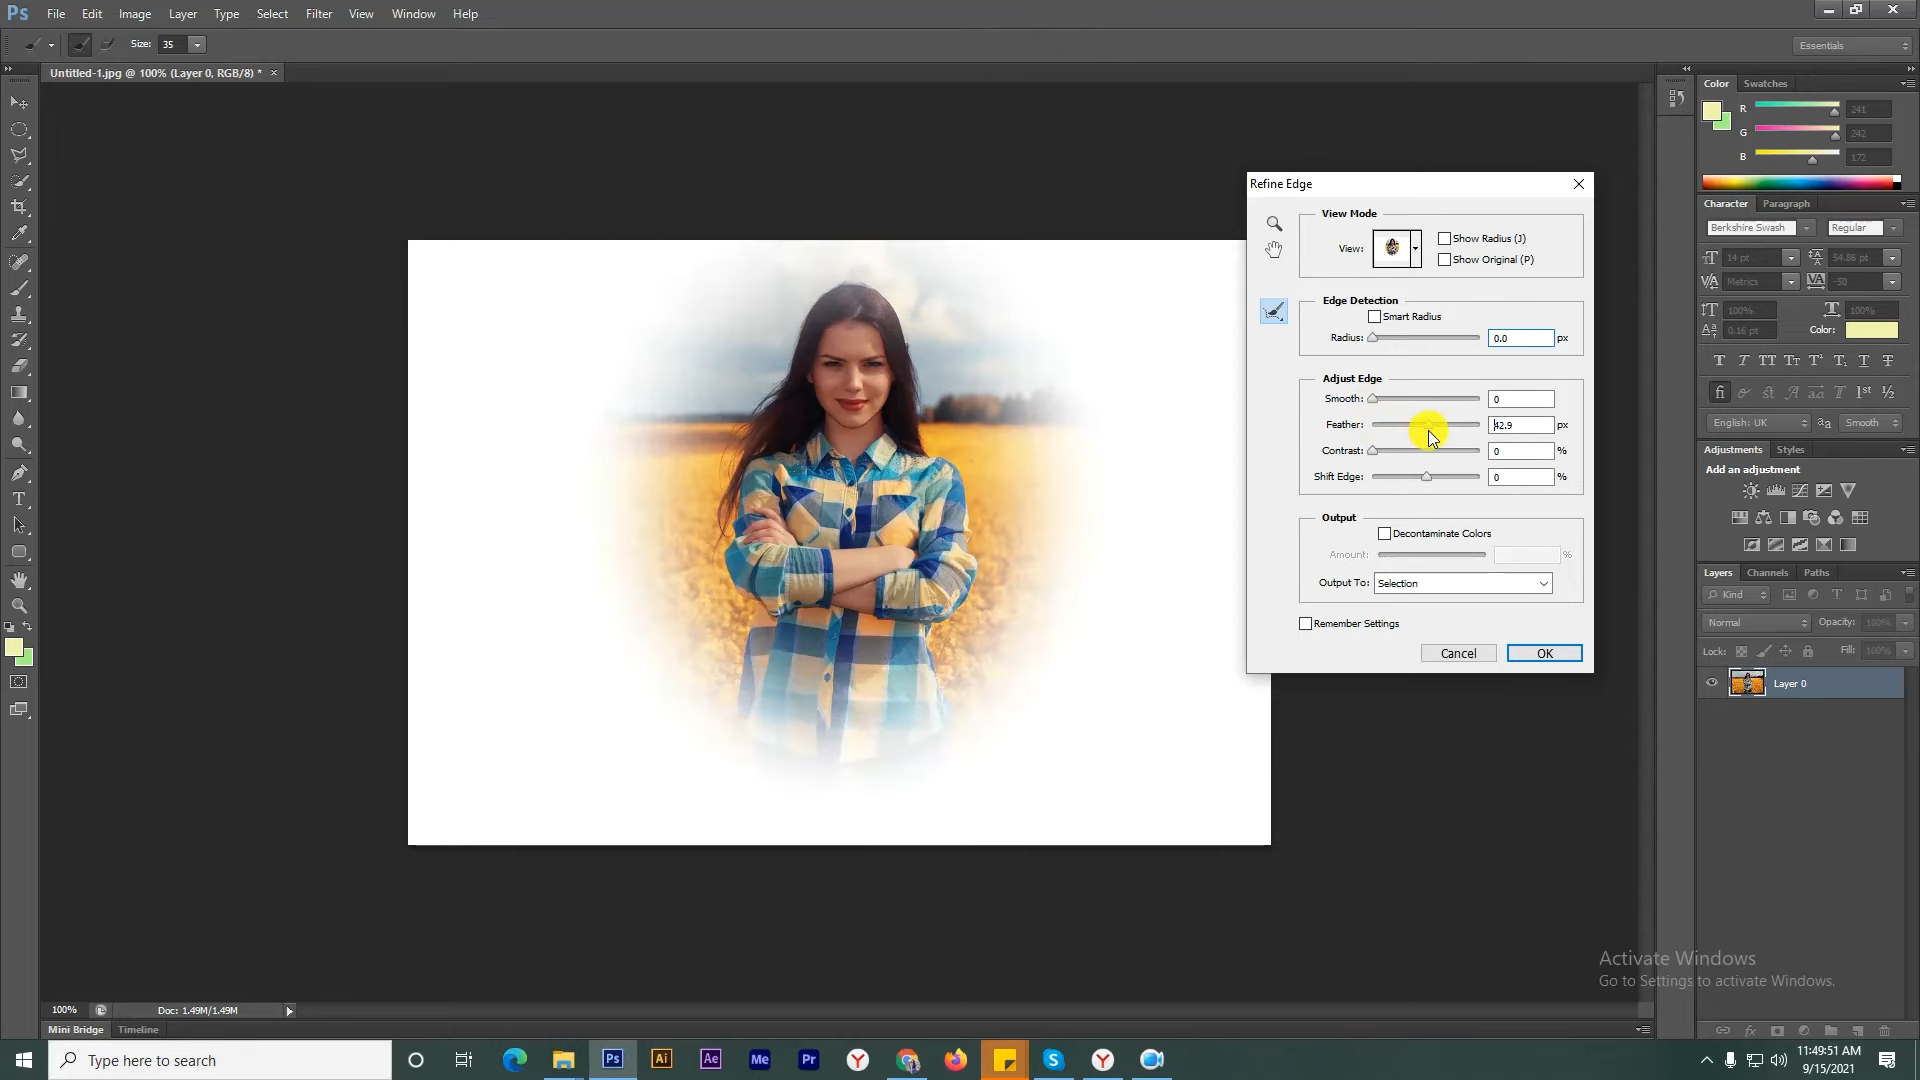 Ps File Edit Image Layer Type Select Filter View Window Help
Size: 35
Essentials
Untitled-1.jpg @ 100% (Layer 0, RGB/8) *
Color Swatches
R 241
G 242
B 172
Character Paragraph
Berkshire Swash Regular
14 pt 54.86 pt
Metrics -50
100% 100%
0.16 pt Color:
English: UK Smooth
Adjustments Styles
Add an adjustment
Layers Channels Paths
Kind
Normal Opacity: 100%
Lock: Fill: 100%
Layer 0
Refine Edge
View Mode
View:
Show Radius (J)
Show Original (P)
Edge Detection
Smart Radius
Radius: 0.0 px
Adjust Edge
Smooth: 0
Feather: 42.9 px
Contrast: 0 %
Shift Edge: 0 %
Output
Decontaminate Colors
Amount: %
Output To: Selection
Remember Settings
Cancel OK
Activate Windows
Go to Settings to activate Windows.
100% Doc: 1.49M/1.49M
Mini Bridge Timeline
Type here to search
Ps Ai Ae Me Pr
11:49:51 AM
9/15/2021